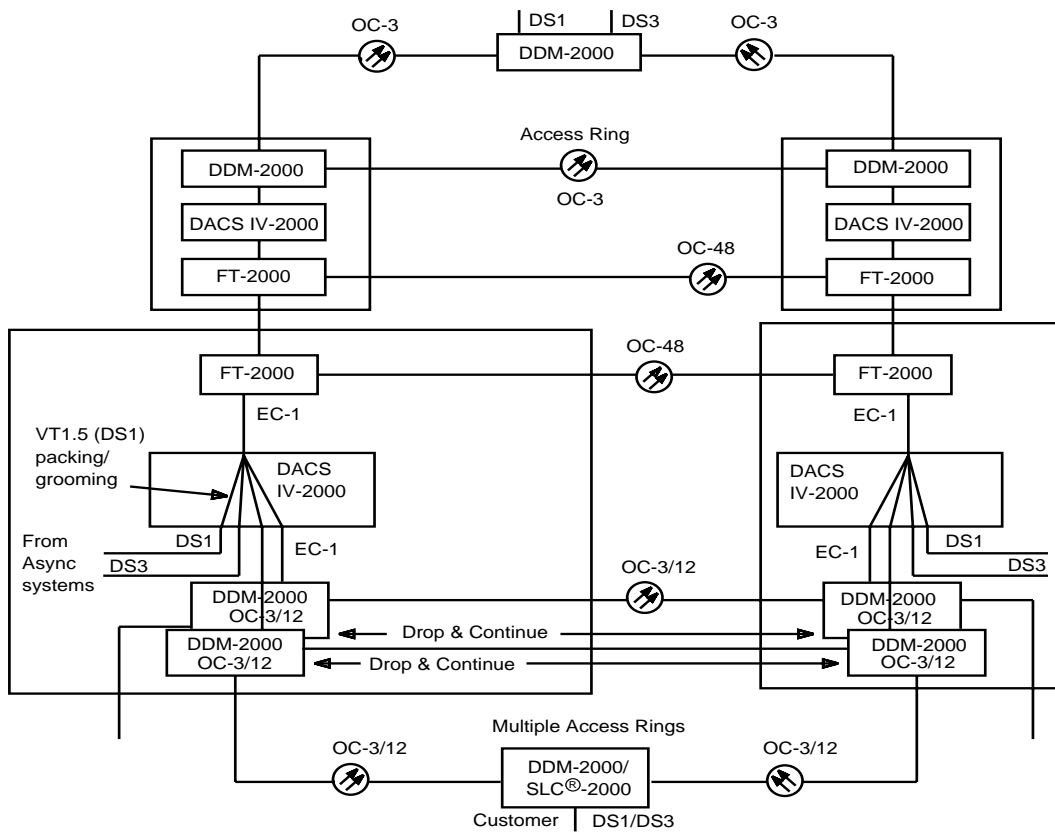 DS1 DS3
OC-3 OC-3
DDM-2000
Access Ring
DDM-2000 DDM-2000
OC-3
DACS IV-2000 DACS IV-2000
OC-48
FT-2000 FT-2000
OC-48
FT-2000 FT-2000
EC-1 EC-1
VT1.5 (DS1)
packing/
grooming
DACS
IV-2000
DACS
IV-2000
From
Async
systems
DS1 DS1
DS3 DS3
EC-1 EC-1
OC-3/12
DDM-2000
OC-3/12
DDM-2000
OC-3/12
Drop & Continue
DDM-2000
OC-3/12
DDM-2000
OC-3/12
Drop & Continue
Multiple Access Rings
OC-3/12 OC-3/12
DDM-2000/
SLC®-2000
Customer DS1/DS3